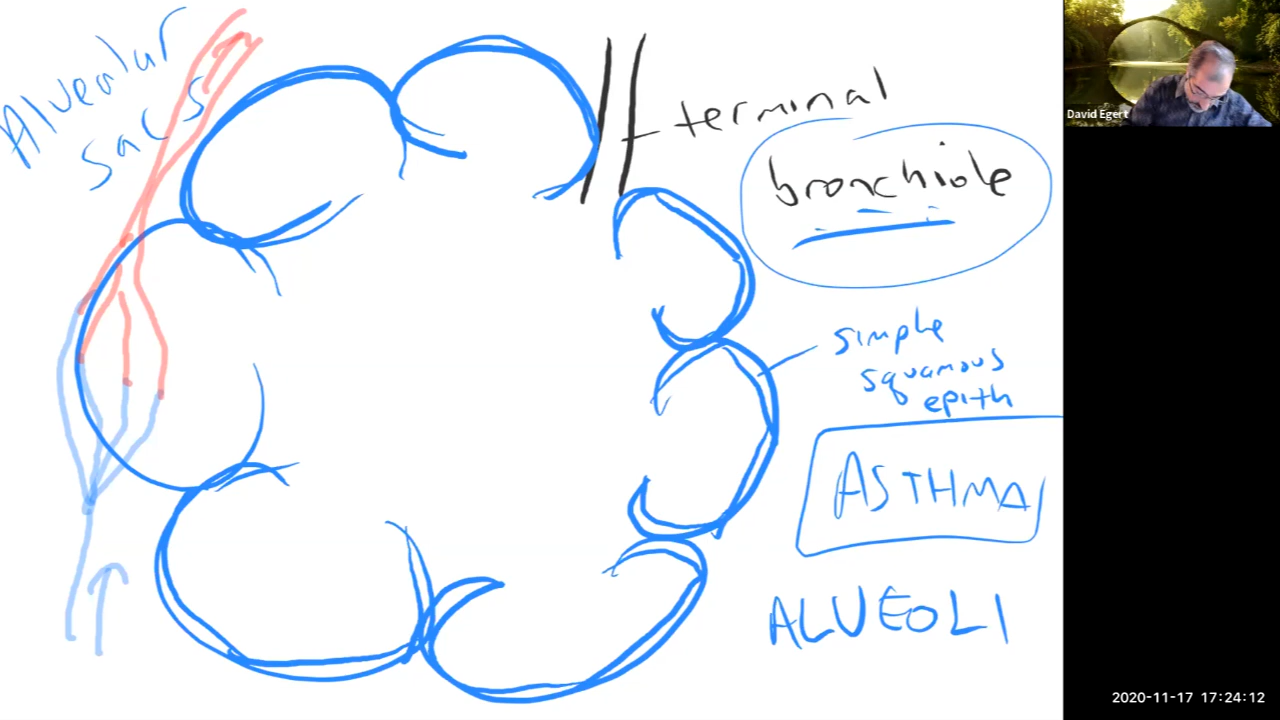 Alveolar
sacs
terminal
bronchiole
simple
squamous
epith
ASTHMA
ALVEOLI
David Egert
2020-11-17 17:24:12